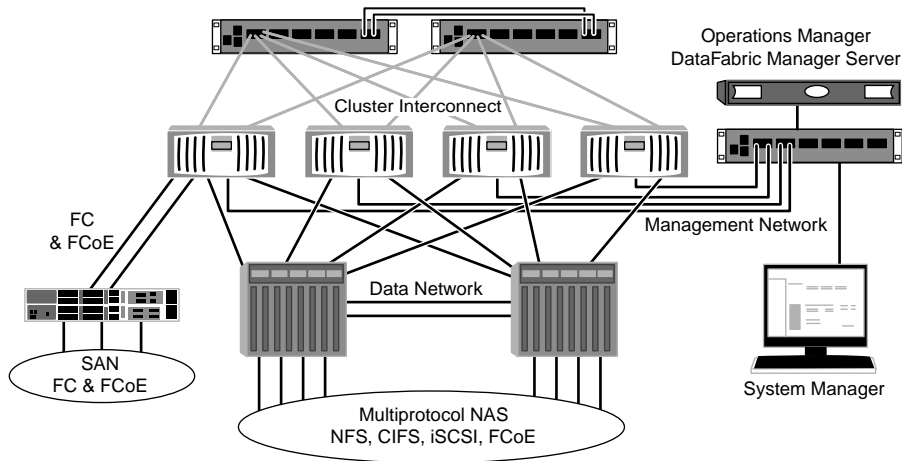 Operations Manager
DataFabric Manager Server
Cluster Interconnect
FC
& FCoE
Management Network
Data Network
SAN
FC & FCoE
System Manager
Multiprotocol NAS
NFS, CIFS, iSCSI, FCoE